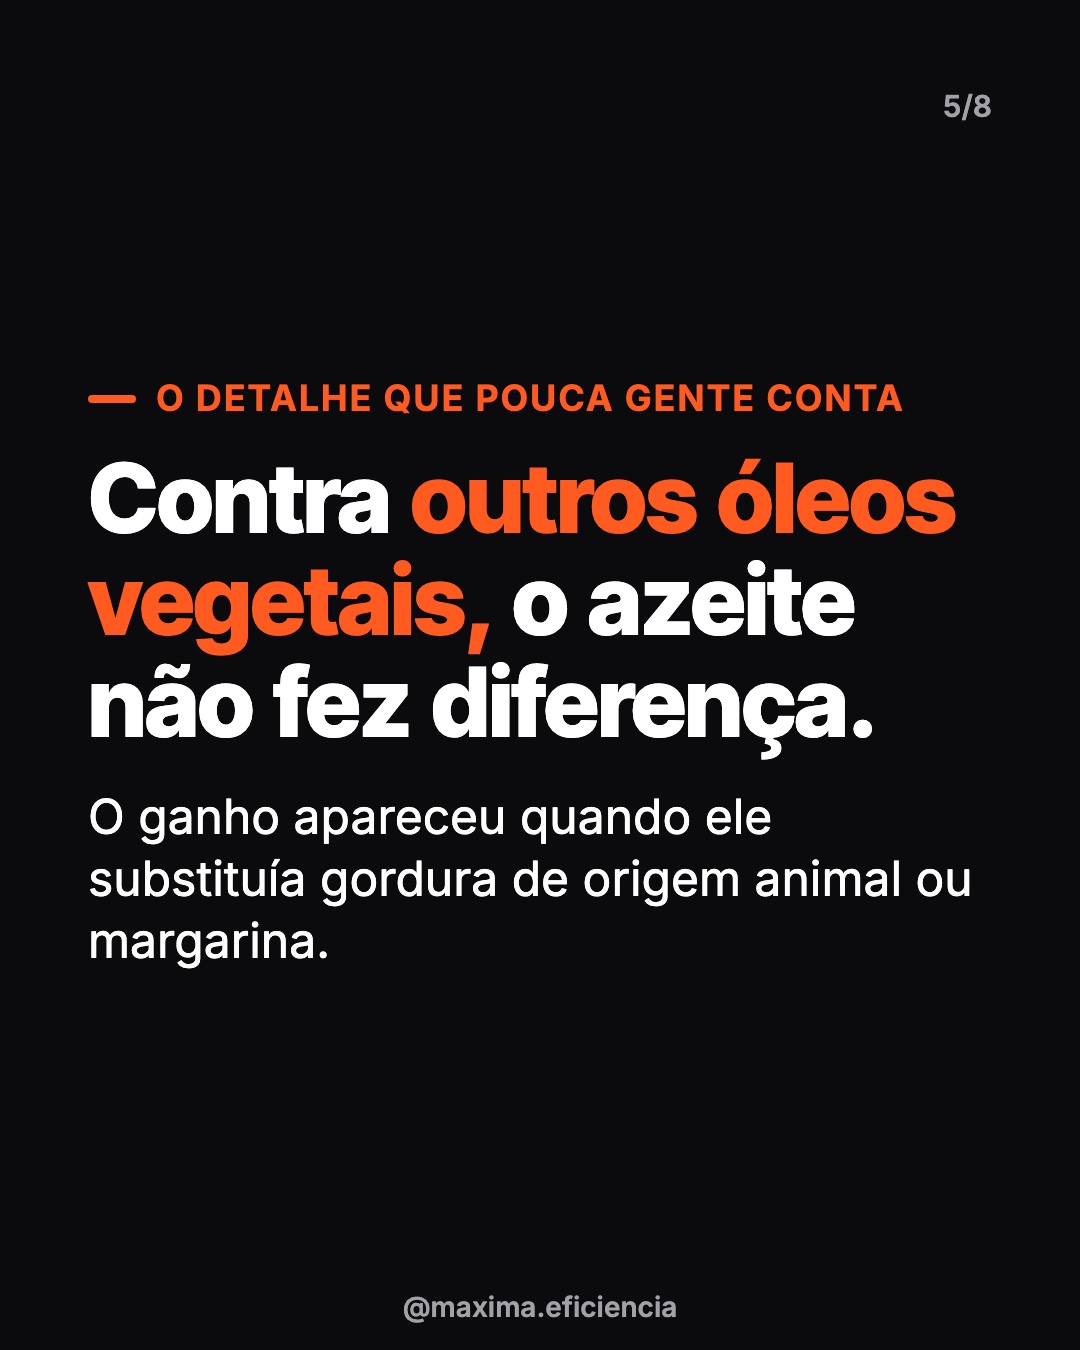 5/8
O DETALHE QUE POUCA GENTE CONTA
Contra outros óleos
vegetais, o azeite
não fez diferença.
O ganho apareceu quando ele
substituía gordura de origem animal ou
margarina.
@maxima.eficiencia